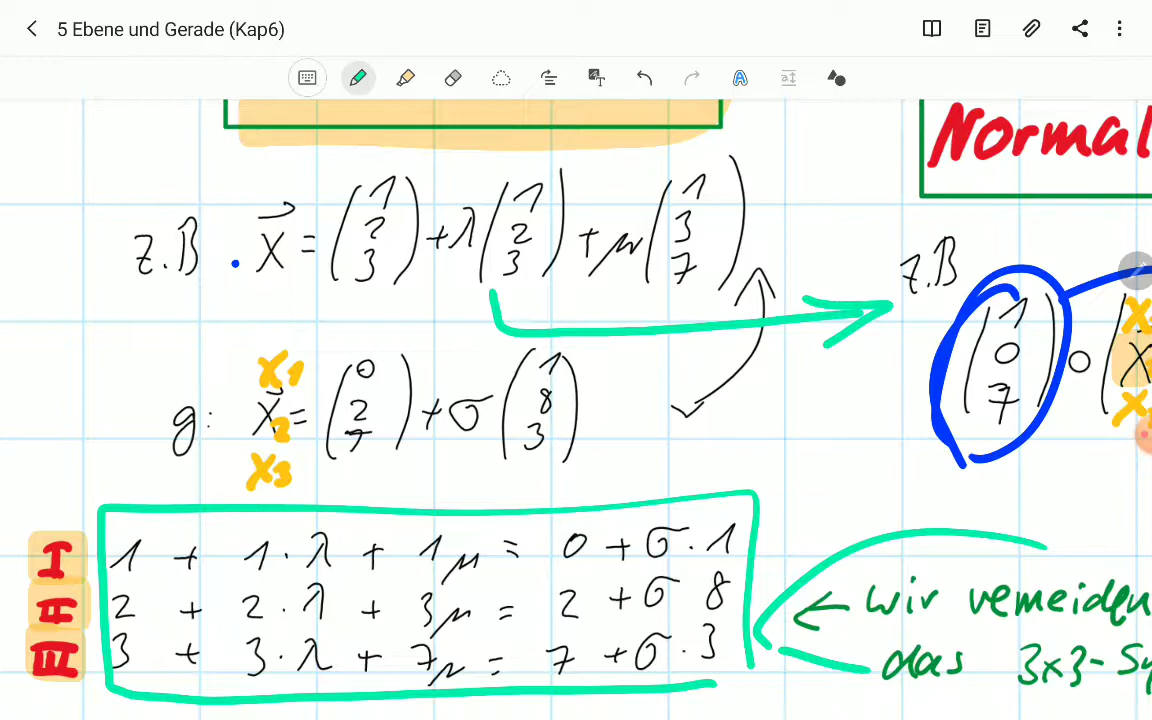 5 Ebene und Gerade (Kap6)
Normal
z.B. x = (1 2 3) + λ (1 2 3) + μ (1 3 7)
z.B
(1 0 7) ∘ (x
g: x = (0 2 7) + σ (1 8 3)
x1
x2
x3
I 1 + 1·λ + 1μ = 0 + σ·1
II 2 + 2·λ + 3μ = 2 + σ 8
III 3 + 3·λ + 7μ = 7 + σ·3
← wir vemeiden
das 3x3-Sy